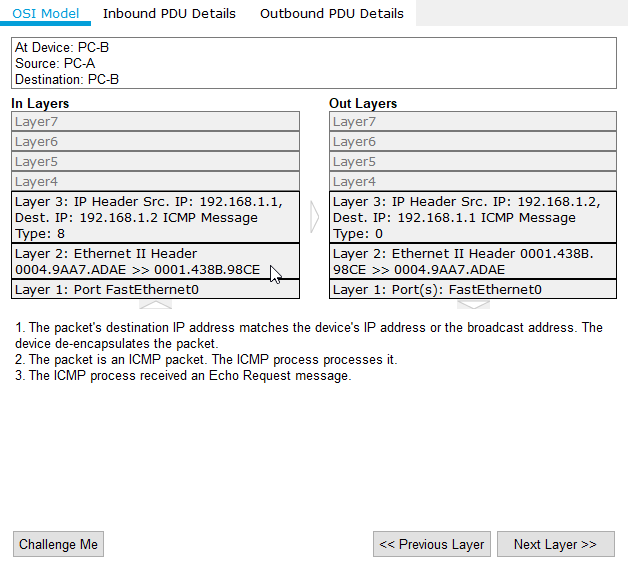 OSI Model Inbound PDU Details Outbound PDU Details
At Device: PC-B
Source: PC-A
Destination: PC-B
In Layers
Layer7
Layer6
Layer5
Layer4
Layer 3: IP Header Src. IP: 192.168.1.1,
Dest. IP: 192.168.1.2 ICMP Message
Type: 8
Layer 2: Ethernet II Header
0004.9AA7.ADAE >> 0001.438B.98CE
Layer 1: Port FastEthernet0
Out Layers
Layer7
Layer6
Layer5
Layer4
Layer 3: IP Header Src. IP: 192.168.1.2,
Dest. IP: 192.168.1.1 ICMP Message
Type: 0
Layer 2: Ethernet II Header 0001.438B.
98CE >> 0004.9AA7.ADAE
Layer 1: Port(s): FastEthernet0
1. The packet's destination IP address matches the device's IP address or the broadcast address. The
device de-encapsulates the packet.
2. The packet is an ICMP packet. The ICMP process processes it.
3. The ICMP process received an Echo Request message.
Challenge Me << Previous Layer Next Layer >>